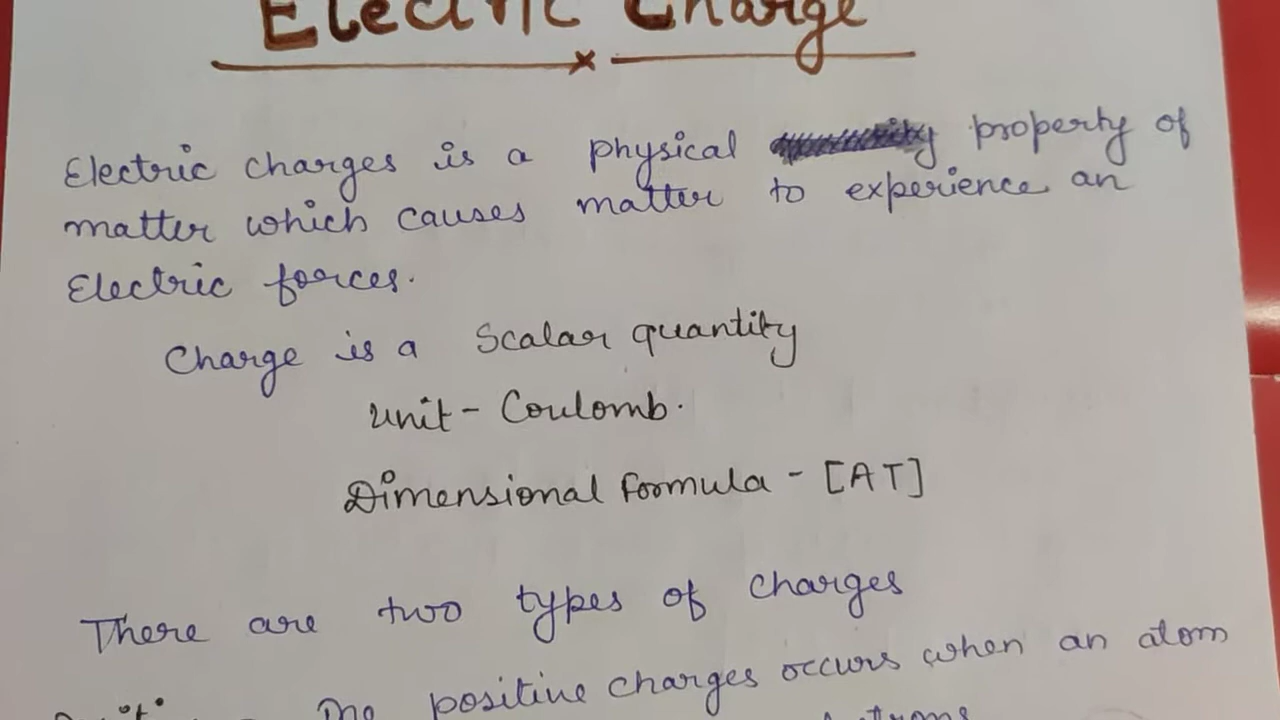 Electric Charge
Electric charges is a physical property of
matter which causes matter to experience an
Electric forces.
Charge is a Scalar quantity
unit - Coulomb.
Dimensional formula - [AT]
There are two types of charges
The positive charges occurs when an atom